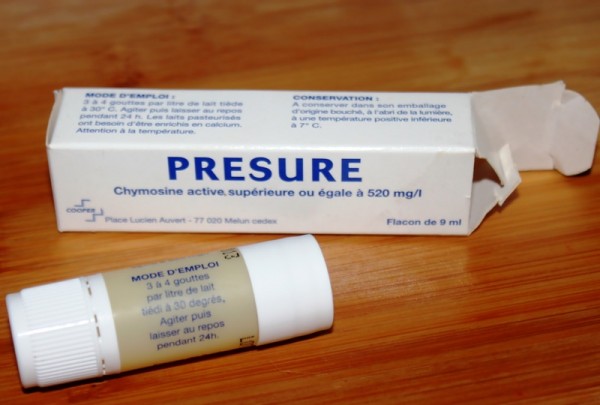 MODE D'EMPLOI :
3 à 4 gouttes par litre de lait tiédis
à 30° C. Agiter puis laisser au repos
pendant 24 h. Les laits pasteurisés
ont besoin d'être enrichis en calcium.
Attention à la température.
CONSERVATION :
A conserver dans son emballage
d'origine bouché, à l'abri de la lumière,
à une température positive inférieure
à 7° C.
PRESURE
Chymosine active supérieure ou égale à 520 mg/l
COOPER
Place Lucien Auvert - 77 020 Melun cedex
Flacon de 9 ml
MODE D'EMPLOI
3 à 4 gouttes
par litre de lait
tiédi à 30 degrés,
Agiter puis
laisser au repos
pendant 24h.